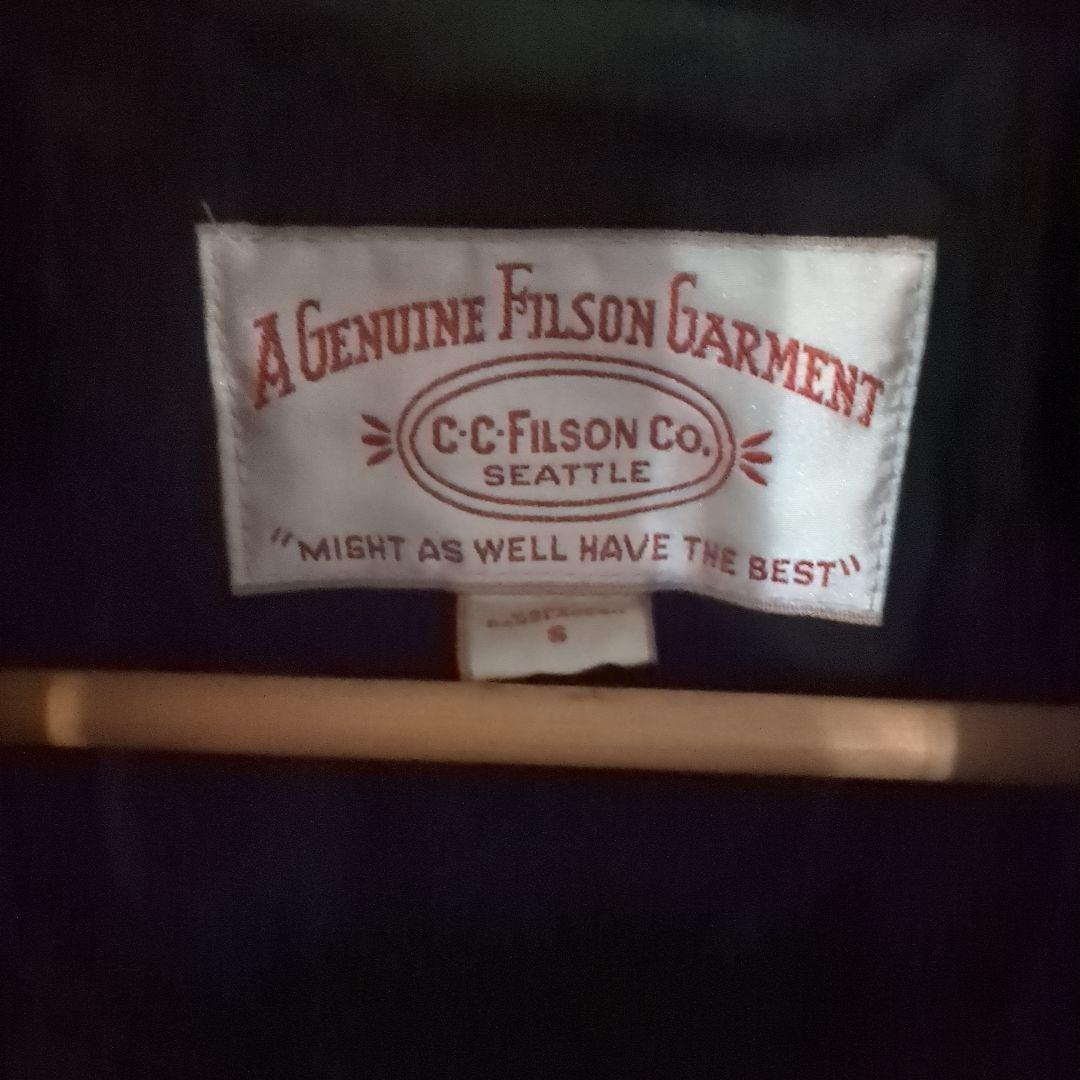 A GENUINE FILSON GARMENT
C·C·FILSON CO.
SEATTLE
"MIGHT AS WELL HAVE THE BEST"
S